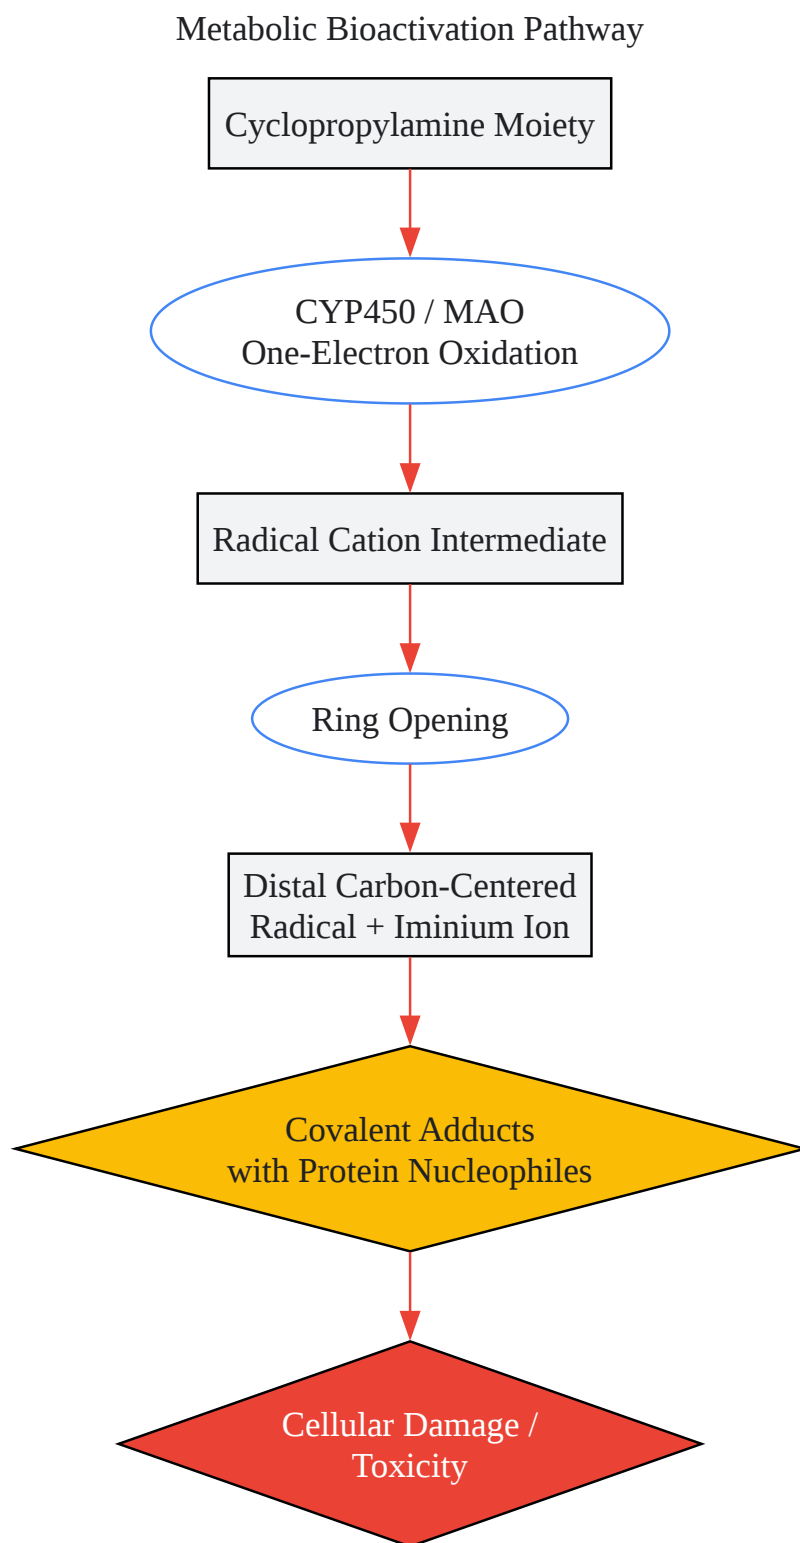 Metabolic Bioactivation Pathway
Cyclopropylamine Moiety
CYP450 / MAO
One-Electron Oxidation
Radical Cation Intermediate
Ring Opening
Distal Carbon-Centered
Radical + Iminium Ion
Covalent Adducts
with Protein Nucleophiles
Cellular Damage /
Toxicity